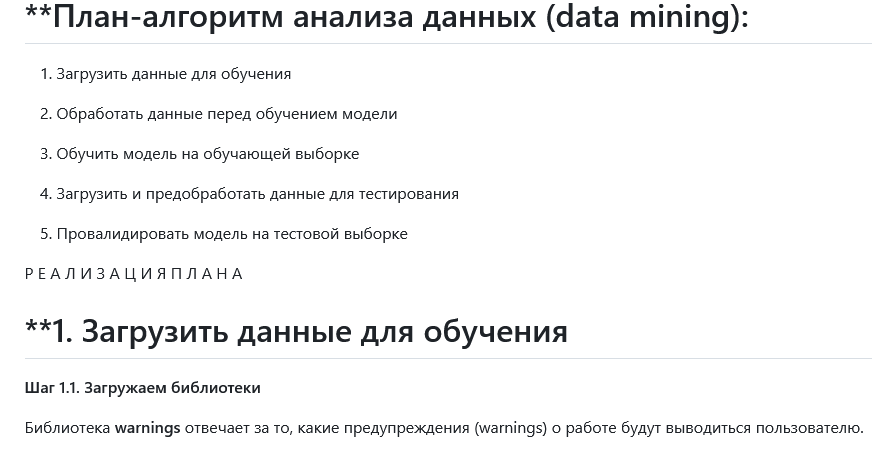 **План-алгоритм анализа данных (data mining):
1. Загрузить данные для обучения
2. Обработать данные перед обучением модели
3. Обучить модель на обучающей выборке
4. Загрузить и предобработать данные для тестирования
5. Провалидировать модель на тестовой выборке
Р Е А Л И З А Ц И Я П Л А Н А
**1. Загрузить данные для обучения
Шаг 1.1. Загружаем библиотеки
Библиотека warnings отвечает за то, какие предупреждения (warnings) о работе будут выводиться пользователю.